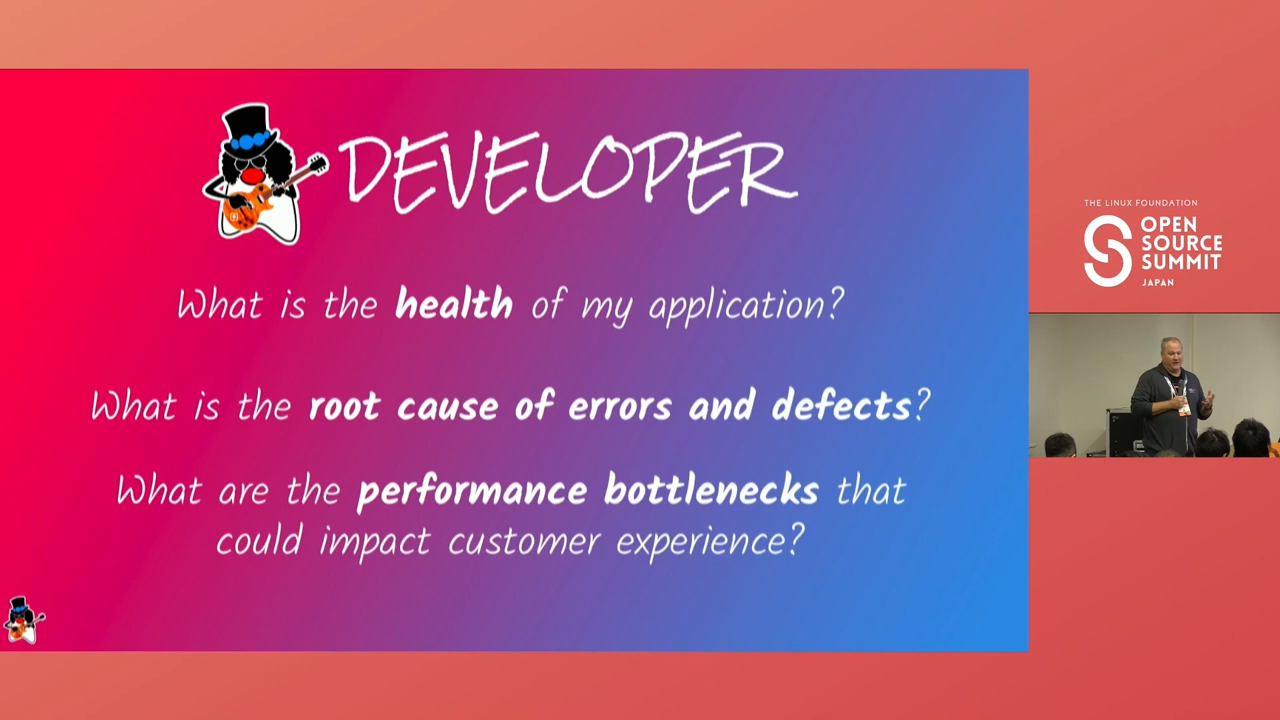 DEVELOPER
What is the health of my application?
What is the root cause of errors and defects?
What are the performance bottlenecks that
could impact customer experience?
THE LINUX FOUNDATION
OPEN
SOURCE
SUMMIT
JAPAN